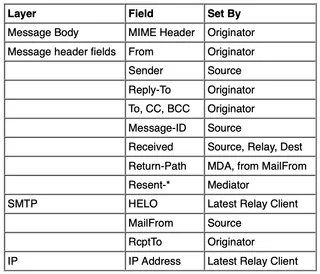 Layer Field Set By
Message Body MIME Header Originator
Message header fields From Originator
Sender Source
Reply-To Originator
To, CC, BCC Originator
Message-ID Source
Received Source, Relay, Dest
Return-Path MDA, from MailFrom
Resent-* Mediator
SMTP HELO Latest Relay Client
MailFrom Source
RcptTo Originator
IP IP Address Latest Relay Client